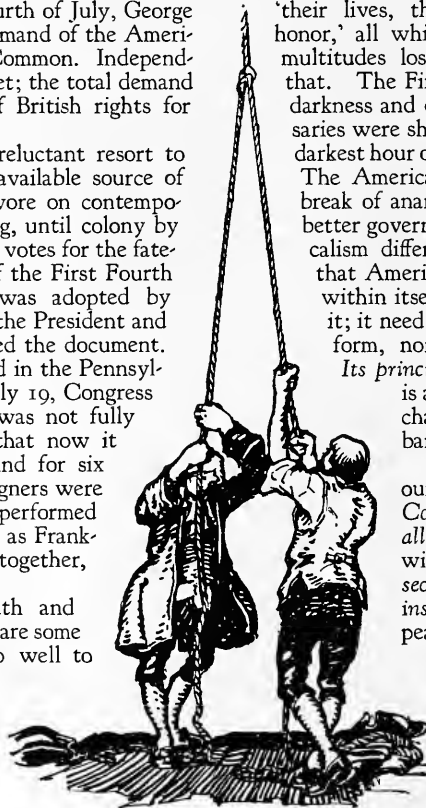 urth of July, George
mand of the Ameri-
Common. Independ-
et; the total demand
f British rights for
reluctant resort to
available source of
wore on contempo-
g, until colony by
votes for the fate-
f the First Fourth
was adopted by
the President and
ed the document.
d in the Pennsyl-
ly 19, Congress
was not fully
that now it
and for six
igners were
performed
as Frank-
together,
th and
are some
o well to
'their lives, th
honor,' all whi
multitudes los
that. The Fir
darkness and
saries were sh
darkest hour o
The America
break of anar
better govern
calism differ
that Ameri
within itse
it; it need
form, no
Its princ
is a
cha
ba
ou
Co
all
wi
sec
ins
pea